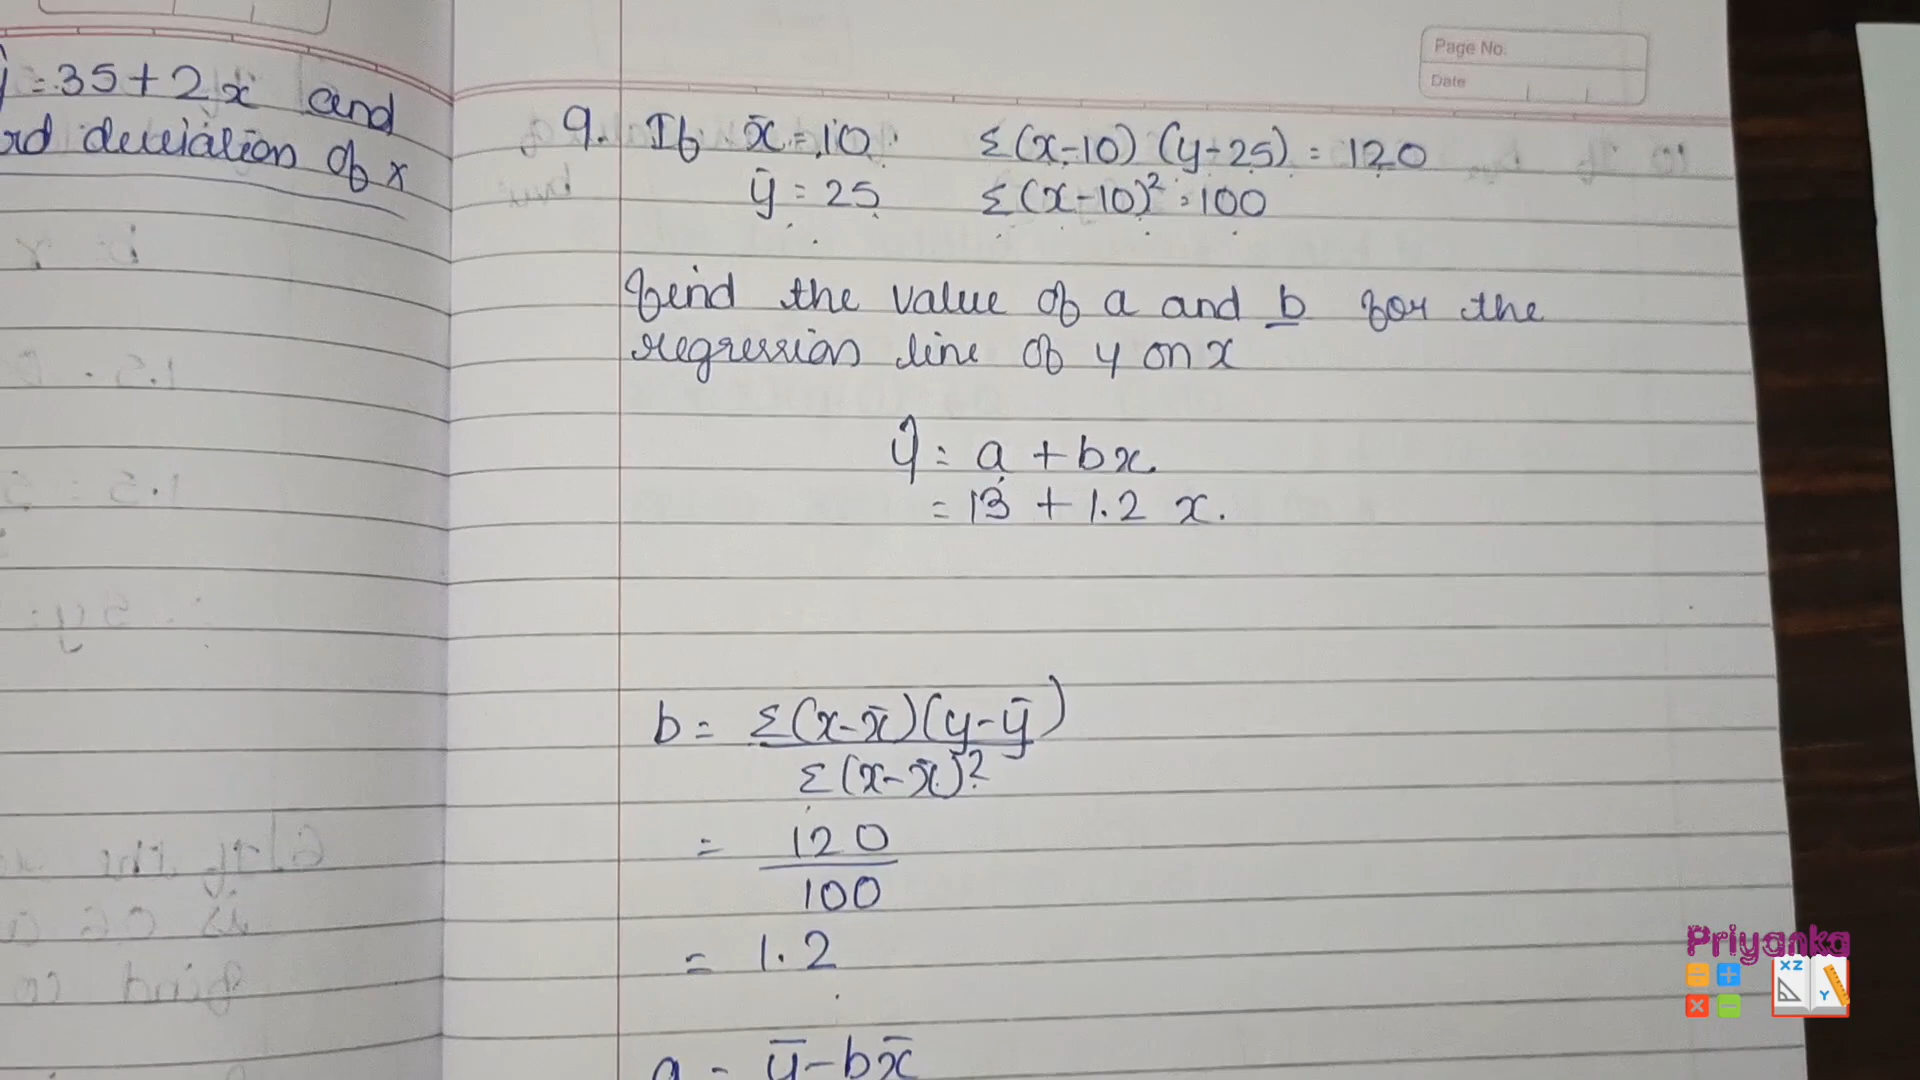 ŷ = 35 + 2x and
rd deviation of x
Page No.
Date
9. If x̄ = 10 Σ(x-10) (y-25) = 120
ȳ = 25 Σ(x-10)² = 100
find the value of a and b for the
regression line of y on x
ŷ = a + bx
= 13 + 1.2 x.
b = Σ(x-x̄)(y-ȳ)
Σ(x-x̄)²
= 120
100
= 1.2
a = ȳ - bx̄
Priyanka
XZ
Y